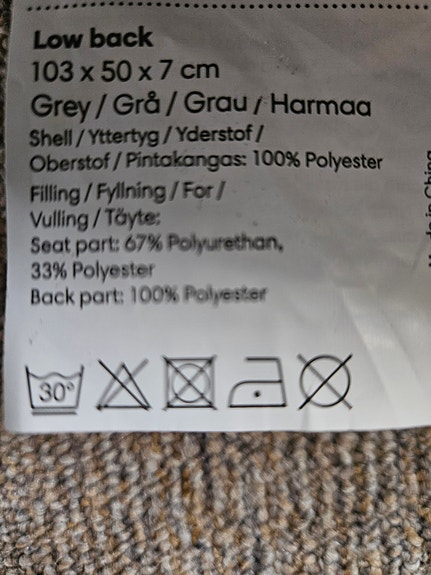 Low back
103 x 50 x 7 cm
Grey / Grå / Grau / Harmaa
Shell / Yttertyg / Yderstof /
Oberstof / Pintakangas: 100% Polyester
Filling / Fyllning / For /
Vulling / Täyte:
Seat part: 67% Polyurethan,
33% Polyester
Back part: 100% Polyester
30°